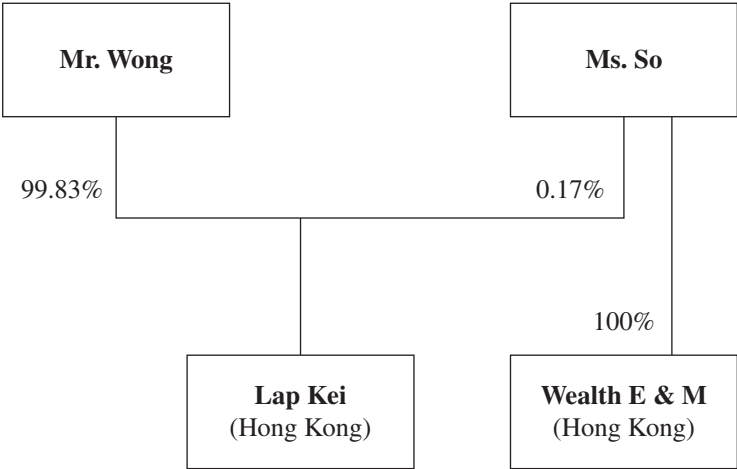 Mr. Wong
Ms. So
99.83%
0.17%
100%
Lap Kei
(Hong Kong)
Wealth E & M
(Hong Kong)